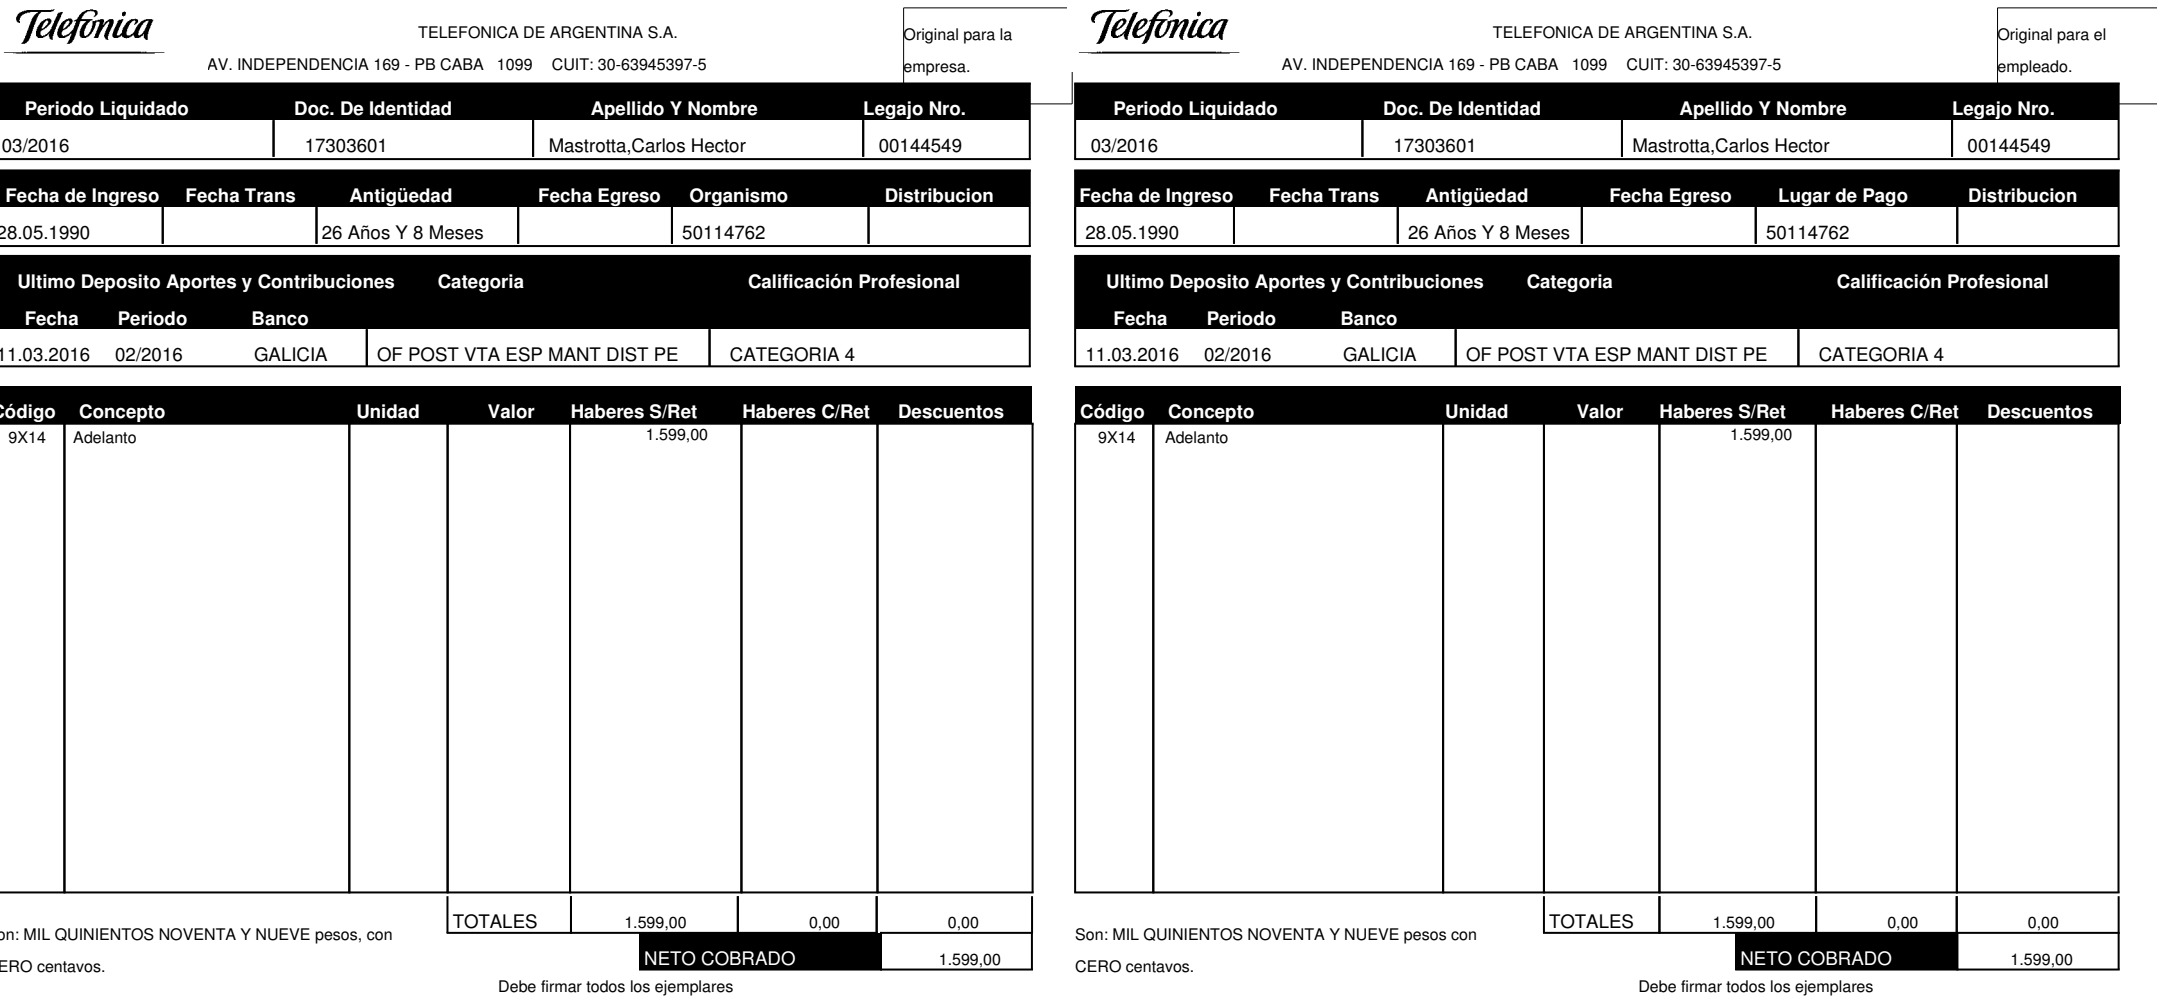 Telefónica
TELEFONICA DE ARGENTINA S.A.
AV. INDEPENDENCIA 169 - PB CABA 1099 CUIT: 30-63945397-5
Original para la
empresa.
Periodo Liquidado Doc. De Identidad Apellido Y Nombre Legajo Nro.
03/2016 17303601 Mastrotta,Carlos Hector 00144549
Fecha de Ingreso Fecha Trans Antigüedad Fecha Egreso Organismo Distribucion
28.05.1990 26 Años Y 8 Meses 50114762
Ultimo Deposito Aportes y Contribuciones Categoria Calificación Profesional
Fecha Periodo Banco
11.03.2016 02/2016 GALICIA OF POST VTA ESP MANT DIST PE CATEGORIA 4
Código Concepto Unidad Valor Haberes S/Ret Haberes C/Ret Descuentos
9X14 Adelanto 1.599,00
TOTALES 1.599,00 0,00 0,00
on: MIL QUINIENTOS NOVENTA Y NUEVE pesos, con
ERO centavos.
NETO COBRADO 1.599,00
Debe firmar todos los ejemplares
Telefónica
TELEFONICA DE ARGENTINA S.A.
AV. INDEPENDENCIA 169 - PB CABA 1099 CUIT: 30-63945397-5
Original para el
empleado.
Periodo Liquidado Doc. De Identidad Apellido Y Nombre Legajo Nro.
03/2016 17303601 Mastrotta,Carlos Hector 00144549
Fecha de Ingreso Fecha Trans Antigüedad Fecha Egreso Lugar de Pago Distribucion
28.05.1990 26 Años Y 8 Meses 50114762
Ultimo Deposito Aportes y Contribuciones Categoria Calificación Profesional
Fecha Periodo Banco
11.03.2016 02/2016 GALICIA OF POST VTA ESP MANT DIST PE CATEGORIA 4
Código Concepto Unidad Valor Haberes S/Ret Haberes C/Ret Descuentos
9X14 Adelanto 1.599,00
TOTALES 1.599,00 0,00 0,00
Son: MIL QUINIENTOS NOVENTA Y NUEVE pesos con
CERO centavos.
NETO COBRADO 1.599,00
Debe firmar todos los ejemplares